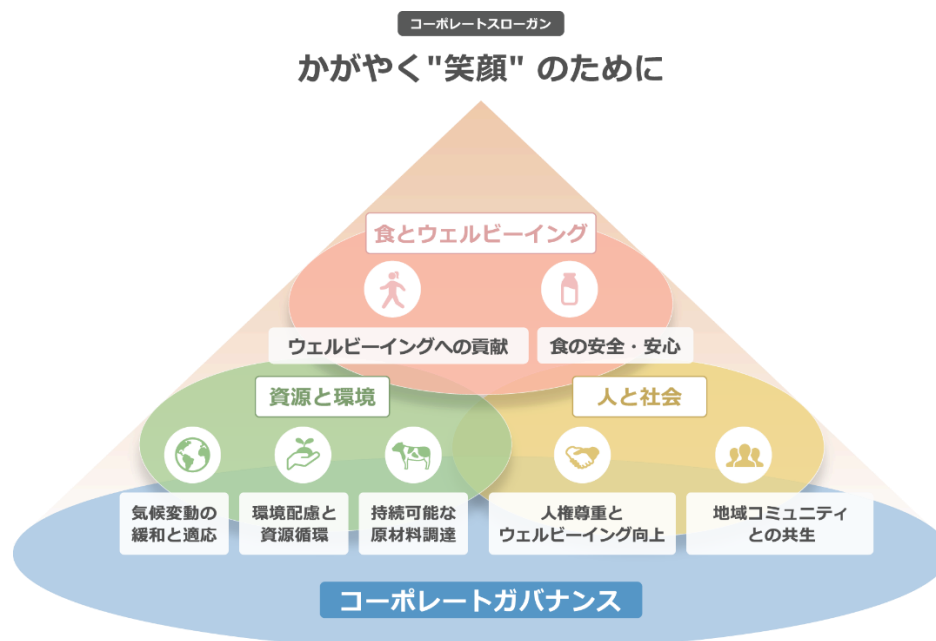 コーポレートスローガン
かがやく"笑顔" のために
食とウェルビーイング
ウェルビーイングへの貢献
食の安全・安心
資源と環境
人と社会
気候変動の
緩和と適応
環境配慮と
資源循環
持続可能な
原材料調達
人権尊重と
ウェルビーイング向上
地域コミュニティ
との共生
コーポレートガバナンス